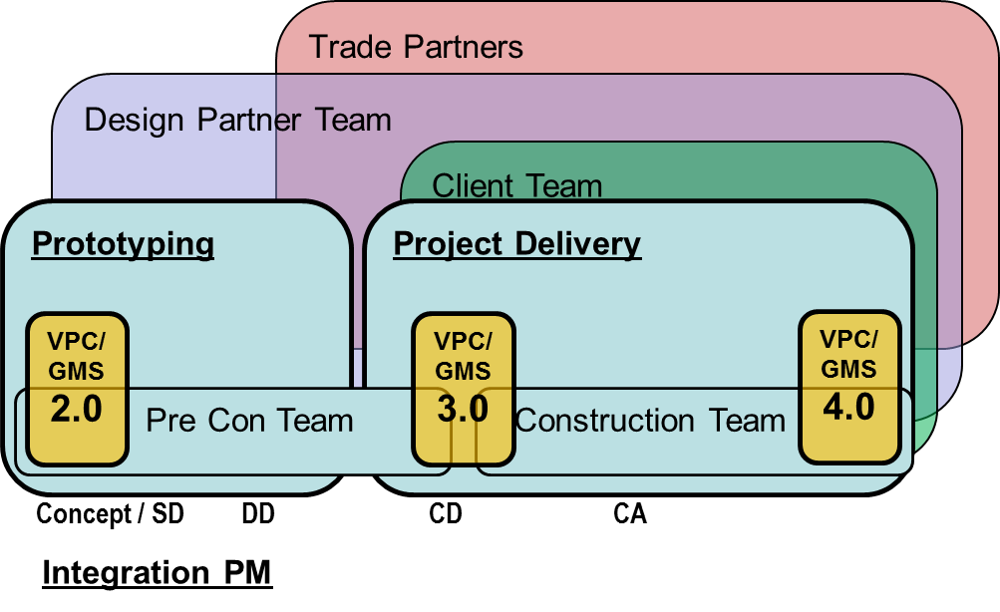 Trade Partners
Design Partner Team
Client Team
Prototyping
Project Delivery
VPC/
GMS
2.0
VPC/
GMS
3.0
VPC/
GMS
4.0
Pre Con Team
Construction Team
Concept / SD
DD
CD
CA
Integration PM